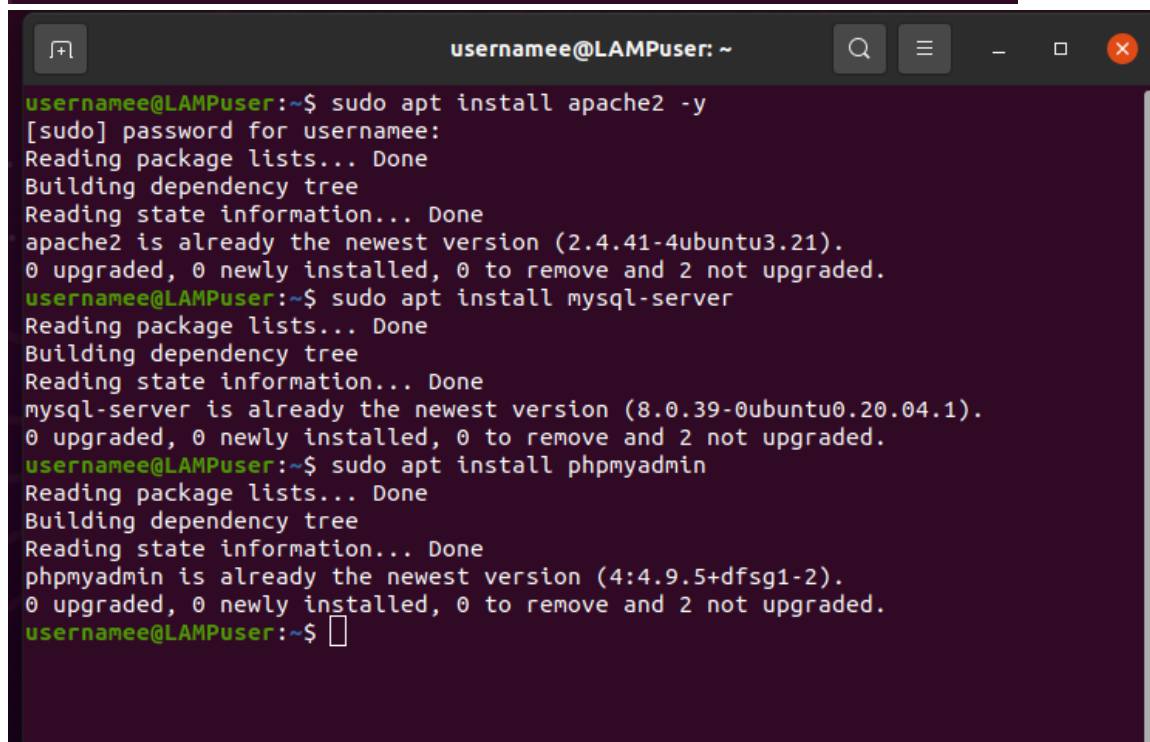 usernamee@LAMPuser: ~
usernamee@LAMPuser:~$ sudo apt install apache2 -y
[sudo] password for usernamee:
Reading package lists... Done
Building dependency tree
Reading state information... Done
apache2 is already the newest version (2.4.41-4ubuntu3.21).
0 upgraded, 0 newly installed, 0 to remove and 2 not upgraded.
usernamee@LAMPuser:~$ sudo apt install mysql-server
Reading package lists... Done
Building dependency tree
Reading state information... Done
mysql-server is already the newest version (8.0.39-0ubuntu0.20.04.1).
0 upgraded, 0 newly installed, 0 to remove and 2 not upgraded.
usernamee@LAMPuser:~$ sudo apt install phpmyadmin
Reading package lists... Done
Building dependency tree
Reading state information... Done
phpmyadmin is already the newest version (4:4.9.5+dfsg1-2).
0 upgraded, 0 newly installed, 0 to remove and 2 not upgraded.
usernamee@LAMPuser:~$